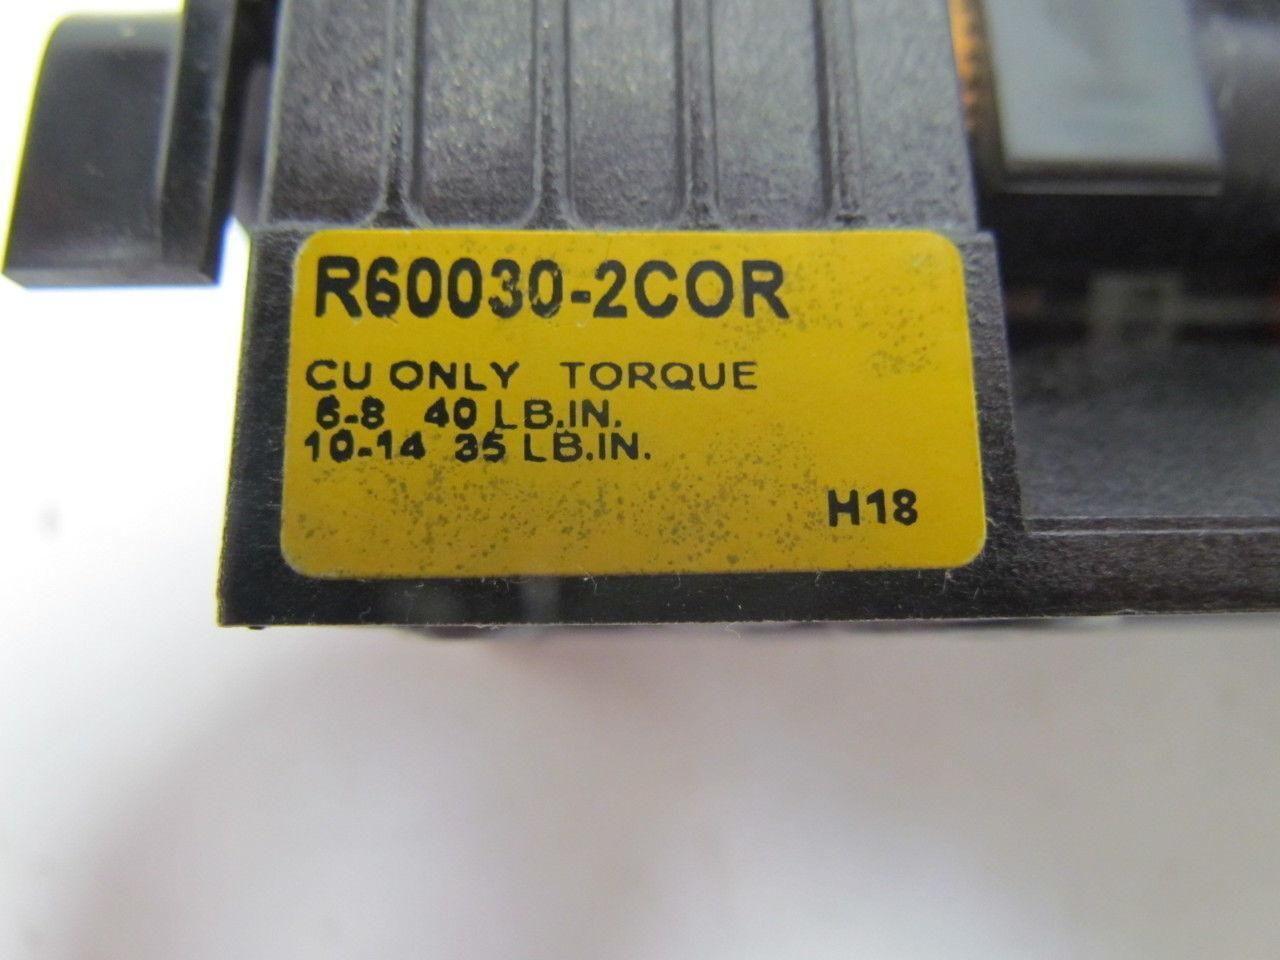 R60030-2COR
CU ONLY TORQUE
6-8 40 LB.IN.
10-14 35 LB.IN.
H18